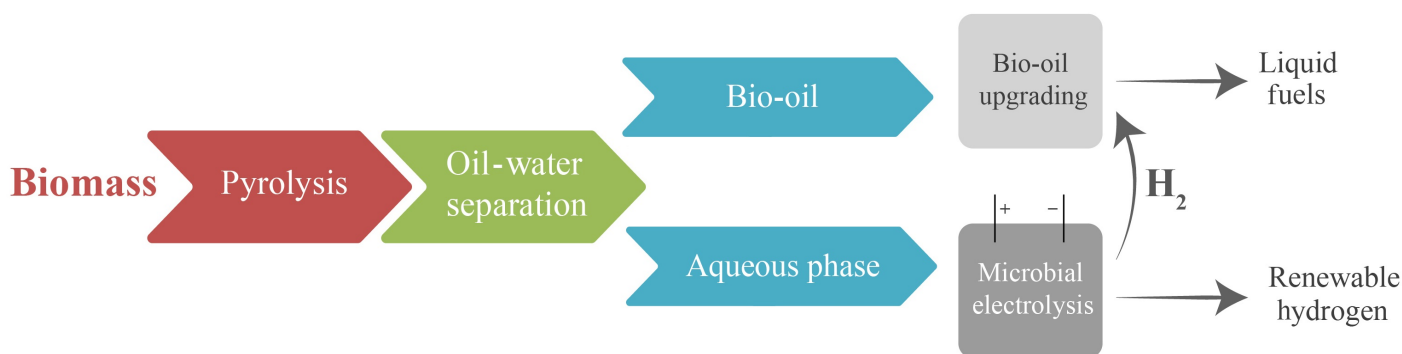 Biomass
Pyrolysis
Oil-water
separation
Bio-oil
Bio-oil
upgrading
Liquid
fuels
H₂
Aqueous phase
+ −
Microbial
electrolysis
Renewable
hydrogen